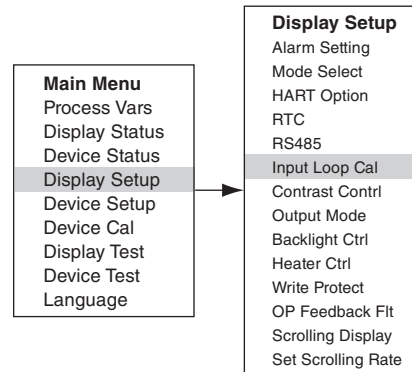 Main Menu
Process Vars
Display Status
Device Status
Display Setup
Device Setup
Device Cal
Display Test
Device Test
Language
Display Setup
Alarm Setting
Mode Select
HART Option
RTC
RS485
Input Loop Cal
Contrast Contrl
Output Mode
Backlight Ctrl
Heater Ctrl
Write Protect
OP Feedback Flt
Scrolling Display
Set Scrolling Rate